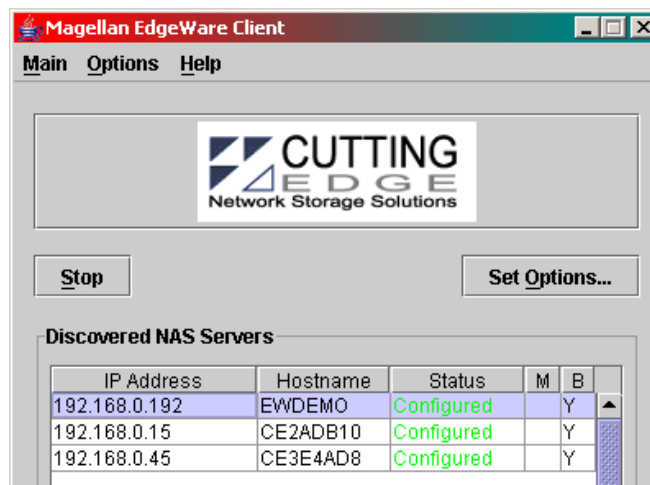 Magellan EdgeWare Client
Main Options Help
CUTTING
EDGE
Network Storage Solutions
Stop Set Options...
Discovered NAS Servers
IP Address Hostname Status M B
192.168.0.192 EWDEMO Configured Y
192.168.0.15 CE2ADB10 Configured Y
192.168.0.45 CE3E4AD8 Configured Y